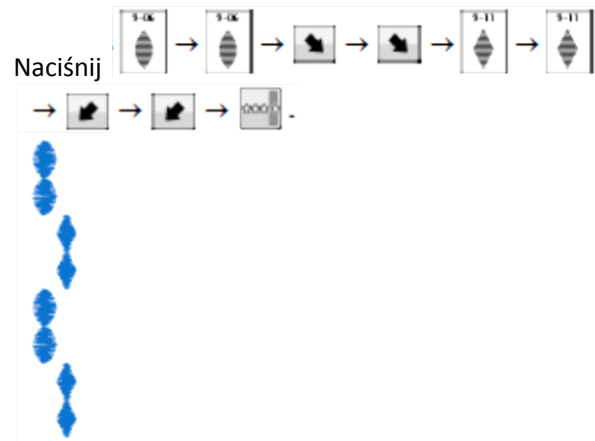 9-06 → 9-06 → → → 9-11 → 9-11
Naciśnij
→ → → .